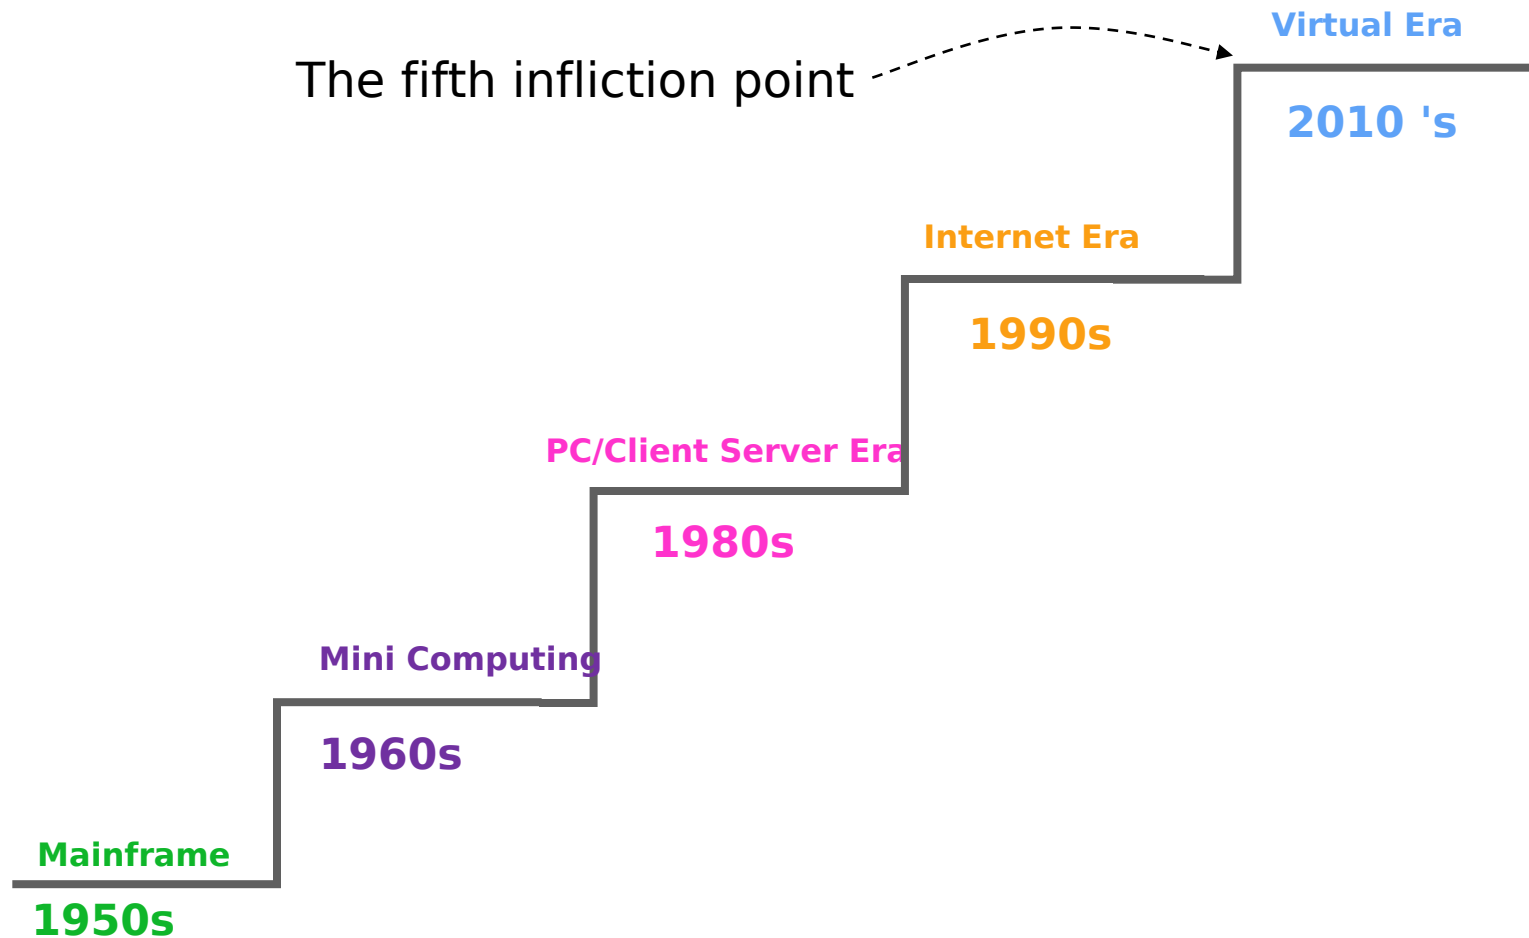 Virtual Era
The fifth infliction point
2010 's
Internet Era
1990s
PC/Client Server Era
1980s
Mini Computing
1960s
Mainframe
1950s